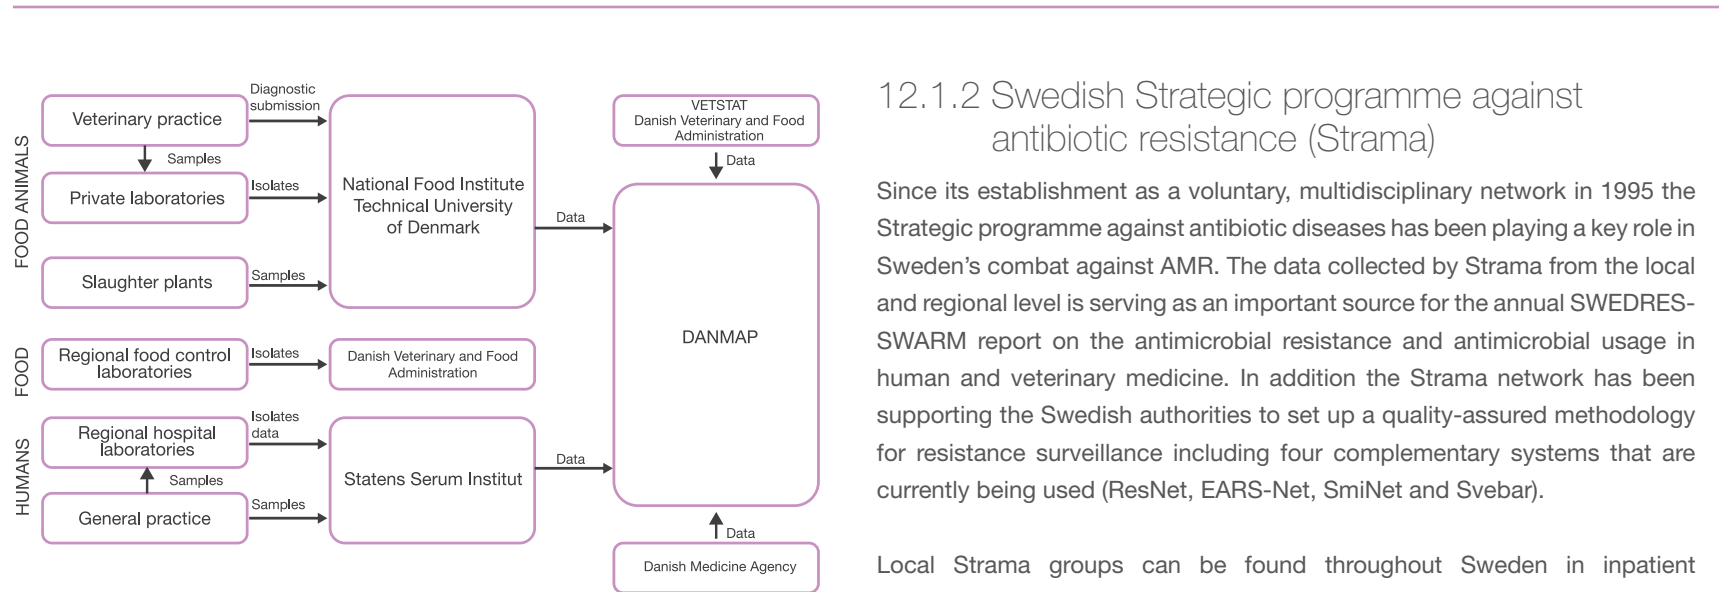 FOOD ANIMALS
Veterinary practice
Diagnostic
submission
Samples
Private laboratories
Isolates
Slaughter plants
Samples
National Food Institute
Technical University
of Denmark
Data
FOOD
Regional food control
laboratories
Isolates
Danish Veterinary and Food
Administration
HUMANS
Regional hospital
laboratories
Isolates
data
Samples
General practice
Samples
Statens Serum Institut
Data
VETSTAT
Danish Veterinary and Food
Administration
Data
DANMAP
Data
Danish Medicine Agency
12.1.2 Swedish Strategic programme against
antibiotic resistance (Strama)
Since its establishment as a voluntary, multidisciplinary network in 1995 the
Strategic programme against antibiotic diseases has been playing a key role in
Sweden's combat against AMR. The data collected by Strama from the local
and regional level is serving as an important source for the annual SWEDRES-
SWARM report on the antimicrobial resistance and antimicrobial usage in
human and veterinary medicine. In addition the Strama network has been
supporting the Swedish authorities to set up a quality-assured methodology
for resistance surveillance including four complementary systems that are
currently being used (ResNet, EARS-Net, SmiNet and Svebar).
Local Strama groups can be found throughout Sweden in inpatient